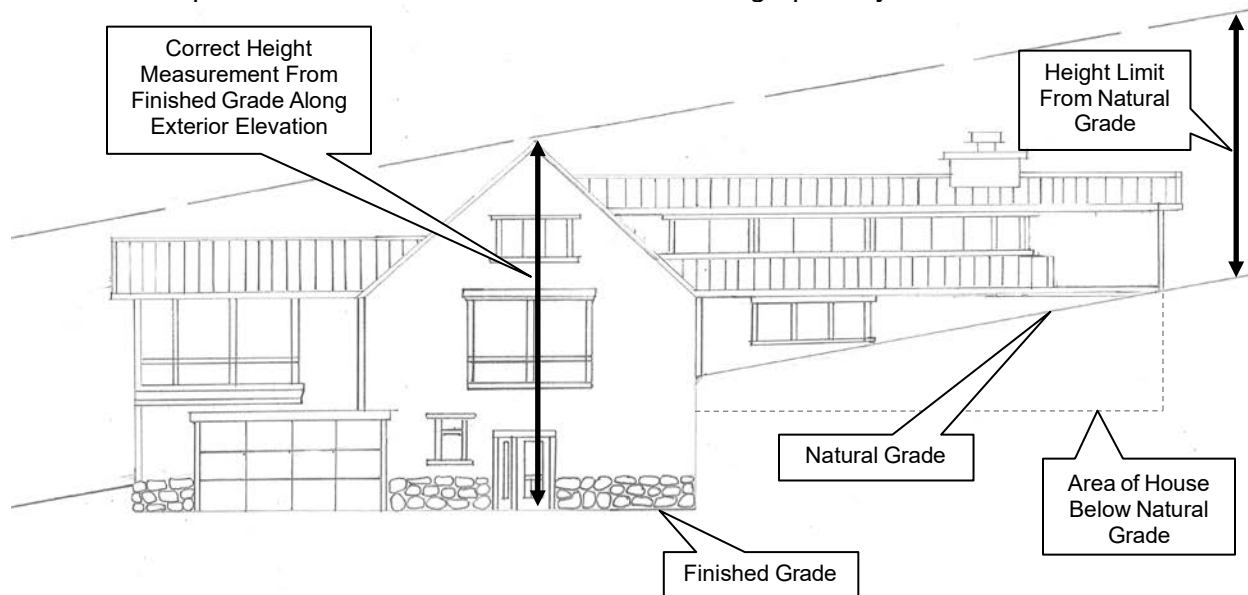 Correct Height
Measurement From
Finished Grade Along
Exterior Elevation
Height Limit
From Natural
Grade
Natural Grade
Area of House
Below Natural
Grade
Finished Grade